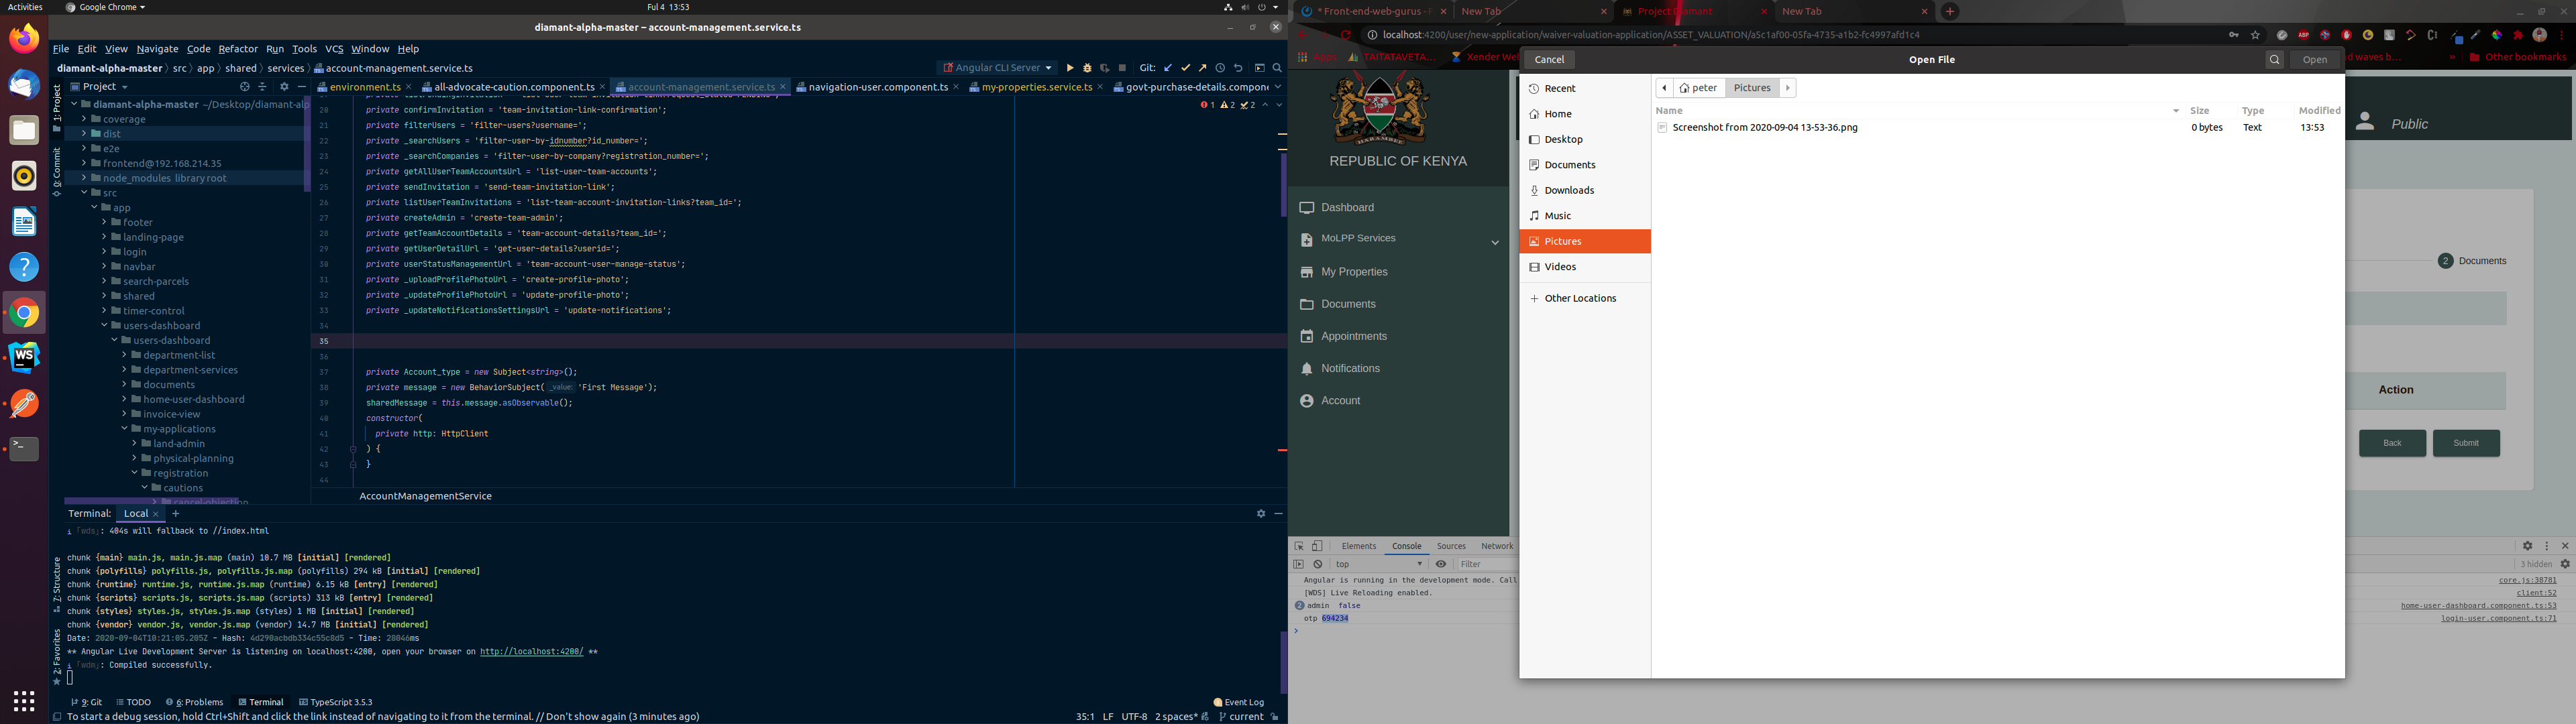 Activities
Google Chrome
Ful 4 13:53
diamant-alpha-master – account-management.service.ts
File Edit View Navigate Code Refactor Run Tools VCS Window Help
diamant-alpha-master src app shared services account-management.service.ts
Angular CLI Server
Git:
Project
environment.ts all-advocate-caution.component.ts account-management.service.ts navigation-user.component.ts my-properties.service.ts govt-purchase-details.compone
1: Project
0: Commit
7: Structure
2: Favorites
diamant-alpha-master ~/Desktop/diamant-alp
coverage
dist
e2e
frontend@192.168.214.35
node_modules library root
src
app
footer
landing-page
login
navbar
search-parcels
shared
timer-control
users-dashboard
users-dashboard
department-list
department-services
documents
home-user-dashboard
invoice-view
my-applications
land-admin
physical-planning
registration
cautions
cancel-objection
1 2 2
20 private confirmInvitation = 'team-invitation-link-confirmation';
21 private filterUsers = 'filter-users?username=';
22 private _searchUsers = 'filter-user-by-idnumber?id_number=';
23 private _searchCompanies = 'filter-user-by-company?registration_number=';
24 private getAllUserTeamAccountsUrl = 'list-user-team-accounts';
25 private sendInvitation = 'send-team-invitation-link';
26 private listUserTeamInvitations = 'list-team-account-invitation-links?team_id=';
27 private createAdmin = 'create-team-admin';
28 private getTeamAccountDetails = 'team-account-details?team_id=';
29 private getUserDetailUrl = 'get-user-details?userid=';
30 private userStatusManagementUrl = 'team-account-user-manage-status';
31 private _uploadProfilePhotoUrl = 'create-profile-photo';
32 private _updateProfilePhotoUrl = 'update-profile-photo';
33 private _updateNotificationsSettingsUrl = 'update-notifications';
34
35
36
37 private Account_type = new Subject<string>();
38 private message = new BehaviorSubject( _value: 'First Message');
39 sharedMessage = this.message.asObservable();
40 constructor(
41 private http: HttpClient
42 ) {
43 }
44
AccountManagementService
Terminal: Local
i ｢wds｣: 404s will fallback to //index.html
chunk {main} main.js, main.js.map (main) 18.7 MB [initial] [rendered]
chunk {polyfills} polyfills.js, polyfills.js.map (polyfills) 294 kB [initial] [rendered]
chunk {runtime} runtime.js, runtime.js.map (runtime) 6.15 kB [entry] [rendered]
chunk {scripts} scripts.js, scripts.js.map (scripts) 313 kB [entry] [rendered]
chunk {styles} styles.js, styles.js.map (styles) 1 MB [initial] [rendered]
chunk {vendor} vendor.js, vendor.js.map (vendor) 14.7 MB [initial] [rendered]
Date: 2020-09-04T10:21:05.205Z - Hash: 4d290acbdb334c55c8d5 - Time: 28046ms
** Angular Live Development Server is listening on localhost:4200, open your browser on http://localhost:4200/ **
i ｢wdm｣: Compiled successfully.
9: Git TODO 6: Problems Terminal TypeScript 3.5.3
Event Log
To start a debug session, hold Ctrl+Shift and click the link instead of navigating to it from the terminal. // Don't show again (3 minutes ago)
35:1 LF UTF-8 2 spaces* current
* Front-end-web-gurus - New Tab Project Diamant New Tab
localhost:4200/user/new-application/waiver-valuation-application/ASSET_VALUATION/a5c1af00-05fa-4735-a1b2-fc4997afd1c4
Apps TAITATAVETA... Xender Web
d waves b... Other bookmarks
HARAMBEE
REPUBLIC OF KENYA
Public
Dashboard
MoLPP Services
My Properties
Documents
Appointments
Notifications
Account
2 Documents
Action
Back Submit
Cancel
Open File
Open
Recent
Home
Desktop
Documents
Downloads
Music
Pictures
Videos
Other Locations
peter Pictures
Name Size Type Modified
Screenshot from 2020-09-04 13-53-36.png 0 bytes Text 13:53
Elements Console Sources Network
top Filter
3 hidden
Angular is running in the development mode. Call
core.js:38781
[WDS] Live Reloading enabled.
client:52
2 admin false
home-user-dashboard.component.ts:53
otp 694234
login-user.component.ts:71